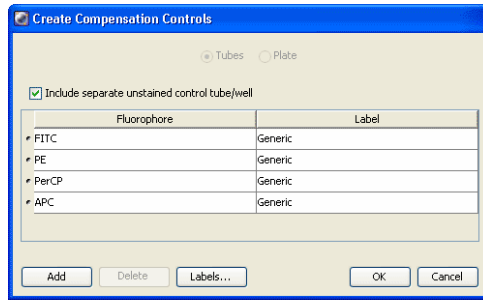 Create Compensation Controls
Tubes Plate
Include separate unstained control tube/well
Fluorophore Label
FITC Generic
PE Generic
PerCP Generic
APC Generic
Add Delete Labels... OK Cancel